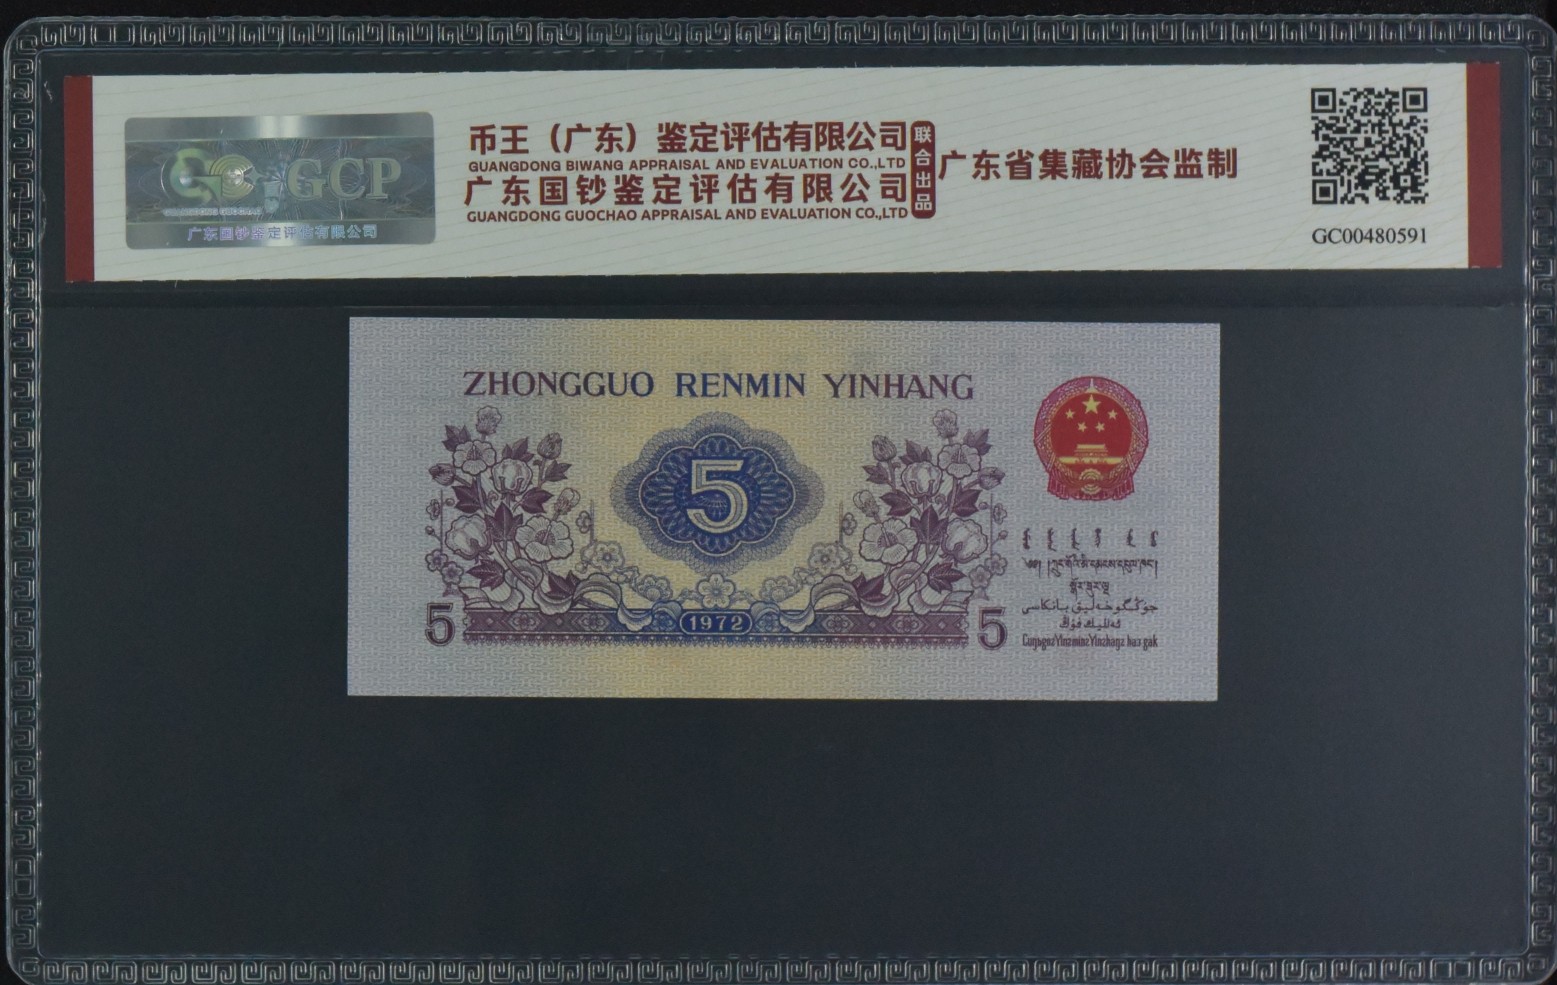 GCP
广东国钞鉴定评估有限公司
币王（广东）鉴定评估有限公司
GUANGDONG BIWANG APPRAISAL AND EVALUATION CO.,LTD
广东国钞鉴定评估有限公司
GUANGDONG GUOCHAO APPRAISAL AND EVALUATION CO.,LTD
联合出品
广东省集藏协会监制
GC00480591
ZHONGGUO RENMIN YINHANG
5
5
1972
5